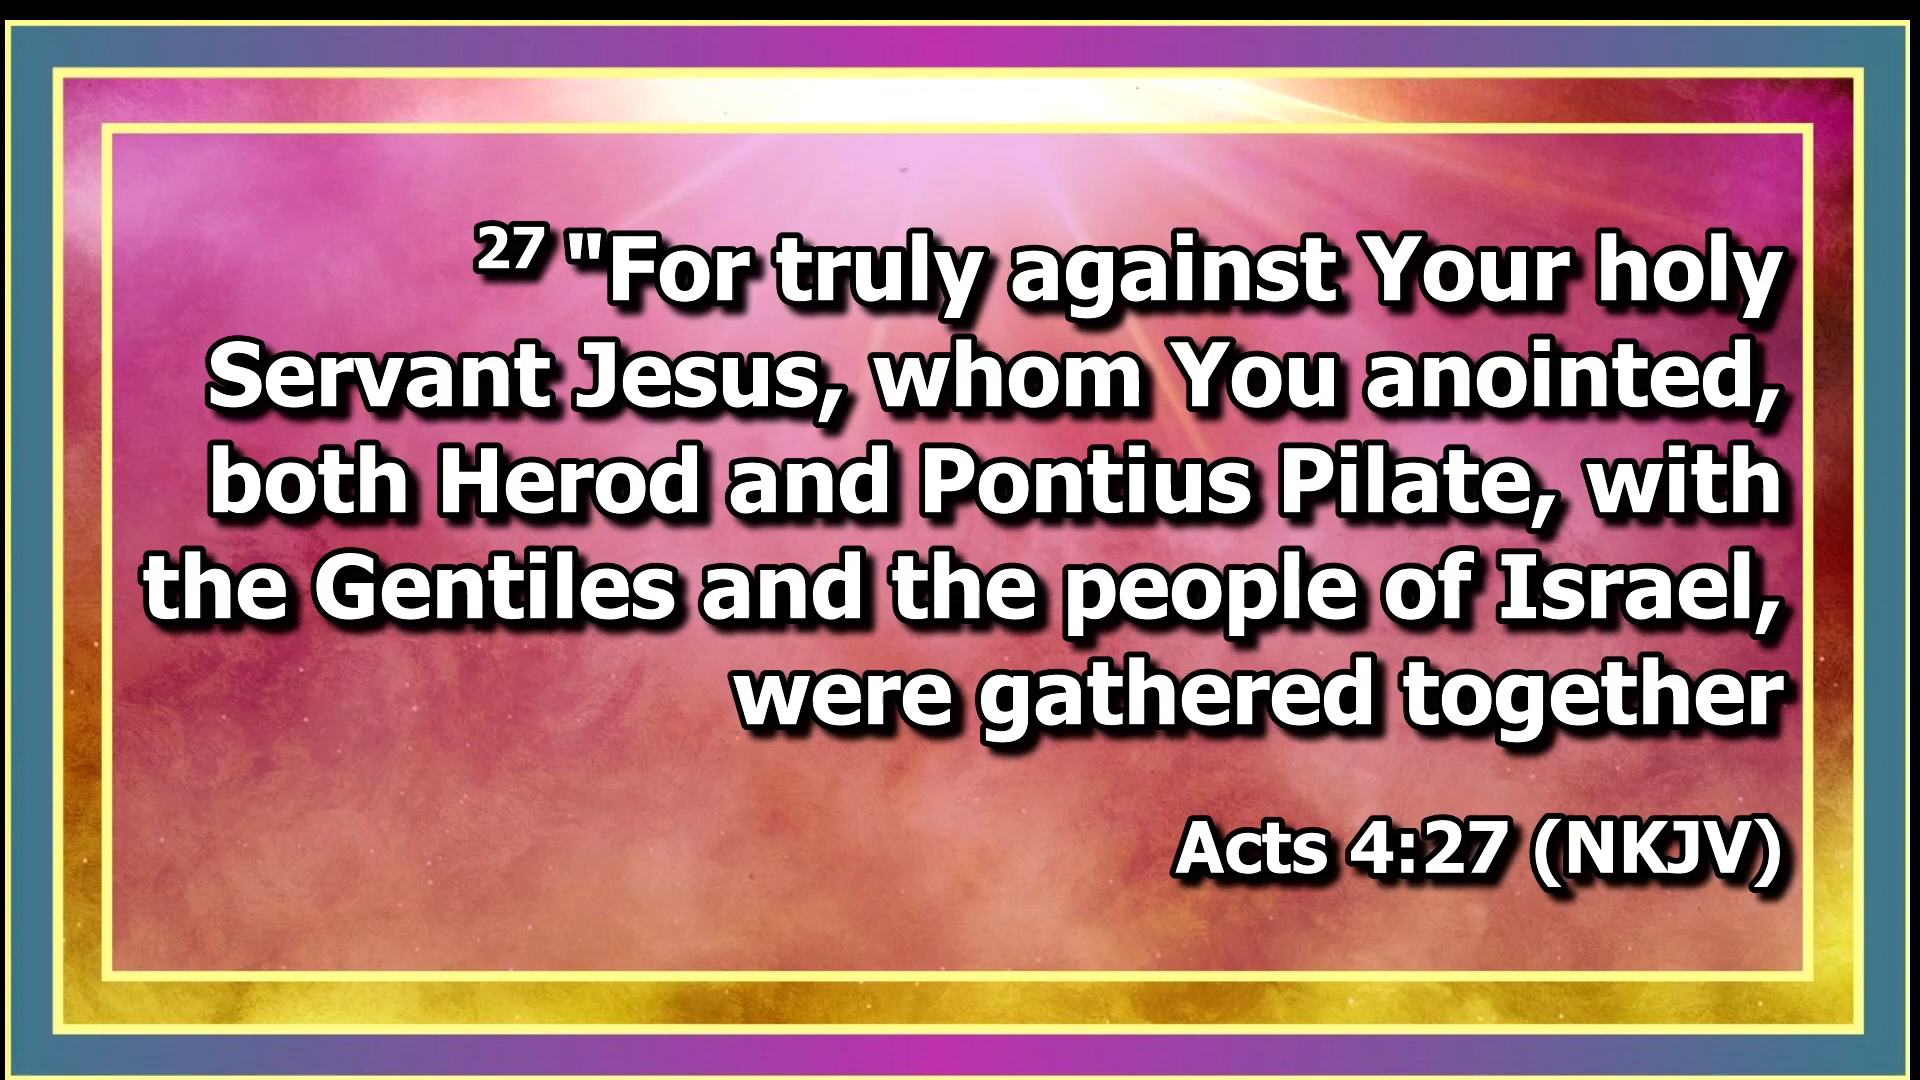 27 "For truly against Your holy
Servant Jesus, whom You anointed,
both Herod and Pontius Pilate, with
the Gentiles and the people of Israel,
were gathered together
Acts 4:27 (NKJV)